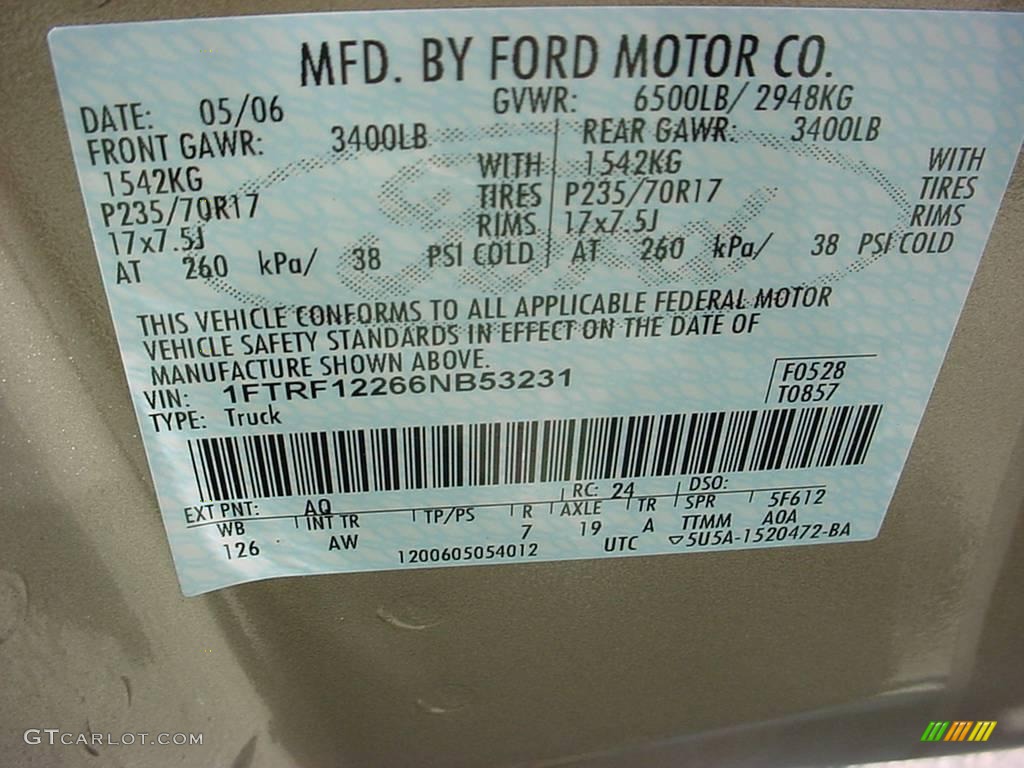 MFD. BY FORD MOTOR CO.
DATE: 05/06 GVWR: 6500LB/ 2948KG
FRONT GAWR: 3400LB REAR GAWR: 3400LB
1542KG WITH 1542KG WITH
P235/70R17 TIRES P235/70R17 TIRES
17x7.5J RIMS 17x7.5J RIMS
AT 260 kPa/ 38 PSI COLD AT 260 kPa/ 38 PSI COLD
THIS VEHICLE CONFORMS TO ALL APPLICABLE FEDERAL MOTOR
VEHICLE SAFETY STANDARDS IN EFFECT ON THE DATE OF
MANUFACTURE SHOWN ABOVE.
VIN: 1FTRF12266NB53231 F0528
TYPE: Truck T0857
EXT PNT: AQ RC: 24 DSO:
WB INT TR TP/PS R AXLE TR SPR 5F612
126 AW 7 19 A TTMM A0A
1200605054012 UTC ▽5U5A-1520472-BA
GTCARLOT.COM